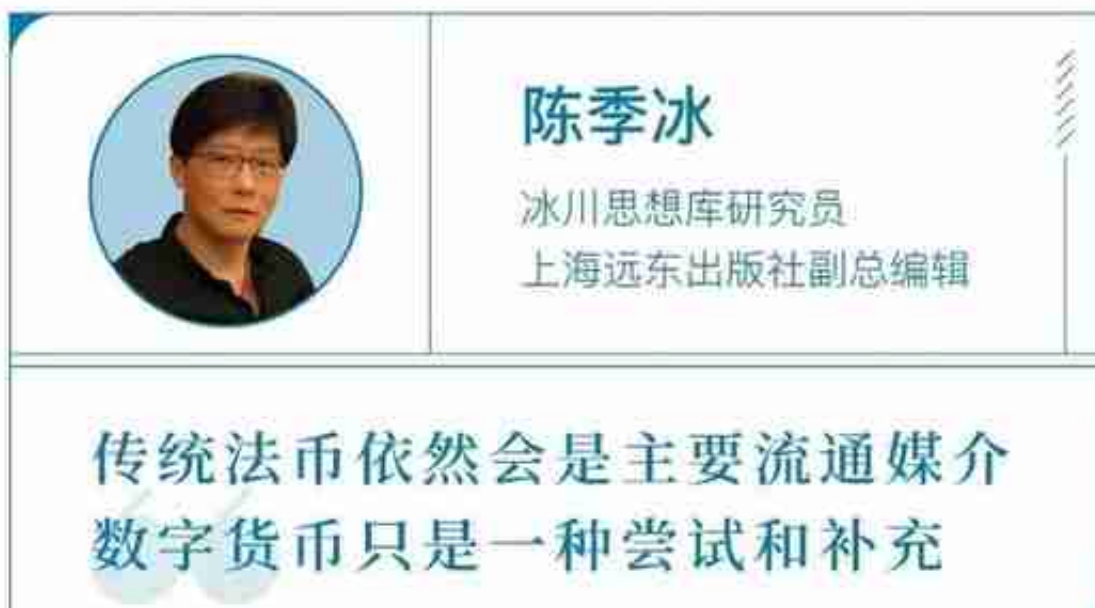 陈季冰
冰川思想库研究员
上海远东出版社副总编辑
传统法币依然会是主要流通媒介
数字货币只是一种尝试和补充